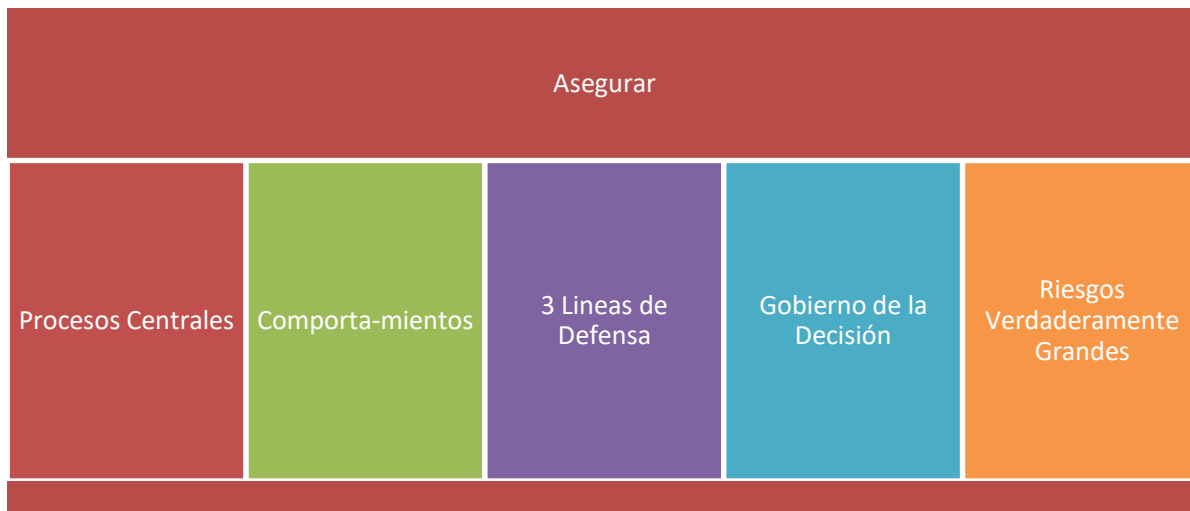 Asegurar
Procesos Centrales
Comporta-mientos
3 Lineas de
Defensa
Gobierno de la
Decisión
Riesgos
Verdaderamente
Grandes